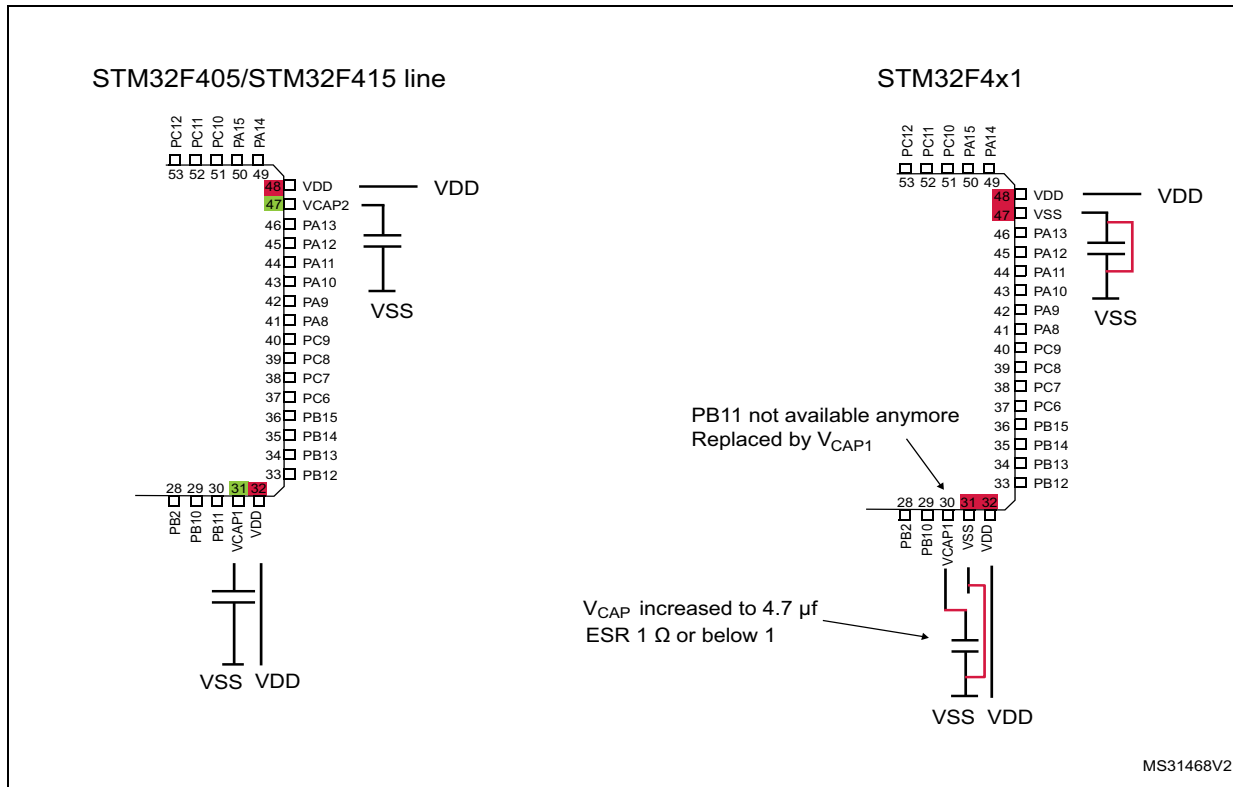 STM32F405/STM32F415 line
PC12
PC11
PC10
PA15
PA14
53 52 51 50 49
48 VDD
VDD
47 VCAP2
46 PA13
45 PA12
44 PA11
43 PA10
42 PA9
VSS
41 PA8
40 PC9
39 PC8
38 PC7
37 PC6
36 PB15
35 PB14
34 PB13
33 PB12
28 29 30 31 32
PB2
PB10
PB11
VCAP1
VDD
VSS VDD
STM32F4x1
PC12
PC11
PC10
PA15
PA14
53 52 51 50 49
48 VDD
VDD
47 VSS
46 PA13
45 PA12
44 PA11
43 PA10
42 PA9
VSS
41 PA8
40 PC9
39 PC8
38 PC7
37 PC6
36 PB15
35 PB14
34 PB13
33 PB12
PB11 not available anymore
Replaced by VCAP1
28 29 30 31 32
PB2
PB10
VCAP1
VSS
VDD
VCAP increased to 4.7 µf
ESR 1 Ω or below 1
VSS VDD
MS31468V2